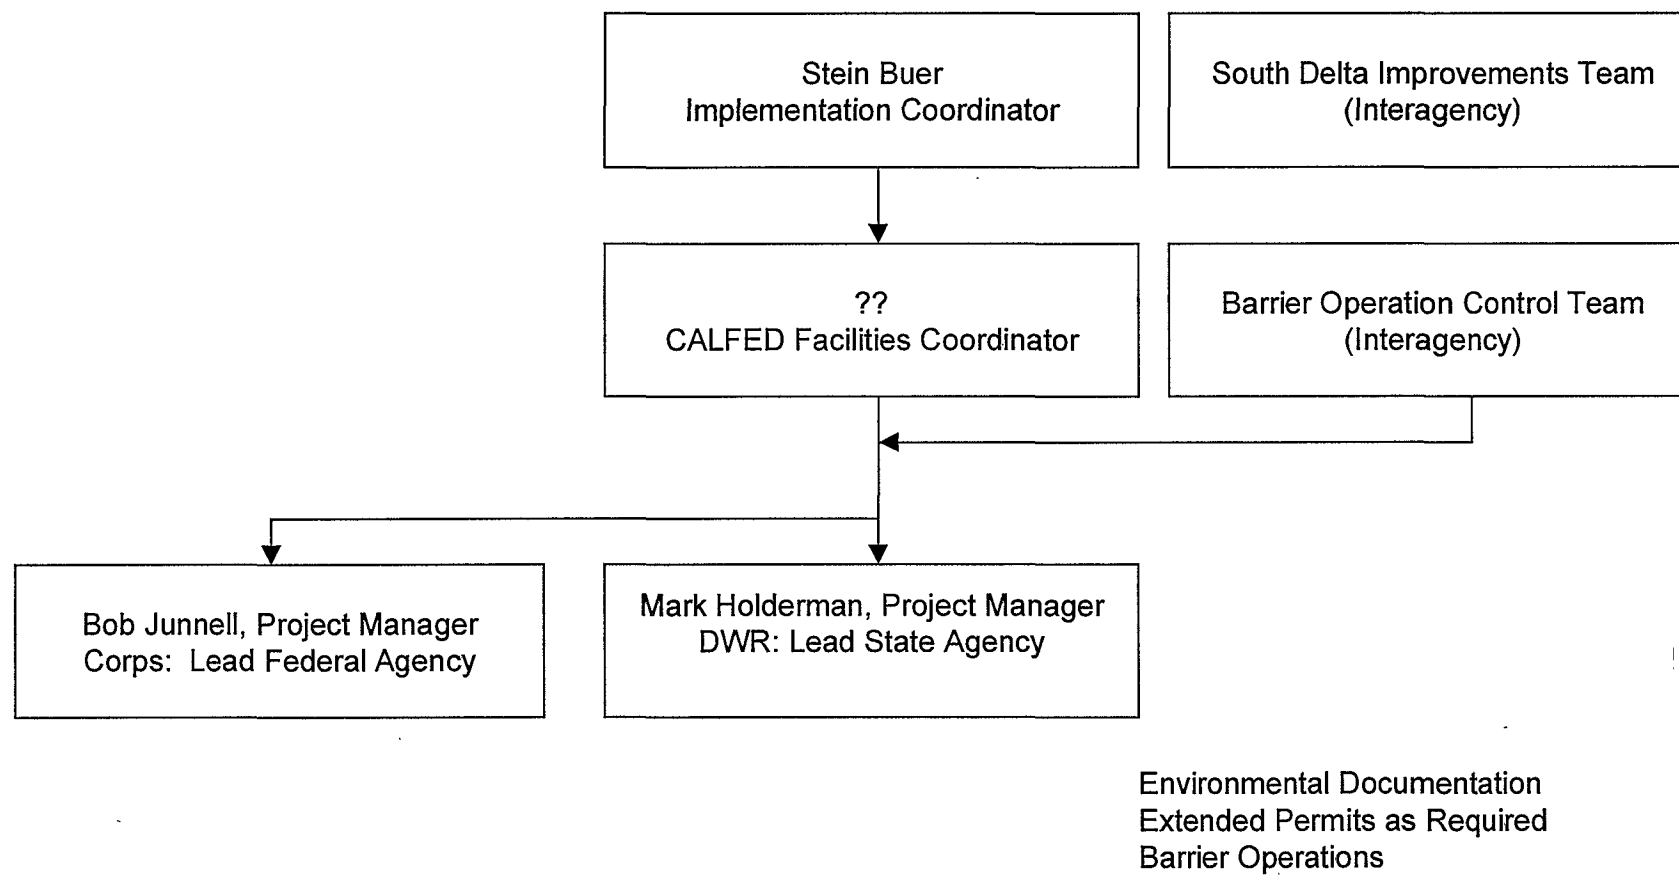 Stein Buer
Implementation Coordinator
South Delta Improvements Team
(Interagency)
??
CALFED Facilities Coordinator
Barrier Operation Control Team
(Interagency)
Bob Junnell, Project Manager
Corps: Lead Federal Agency
Mark Holderman, Project Manager
DWR: Lead State Agency
Environmental Documentation
Extended Permits as Required
Barrier Operations